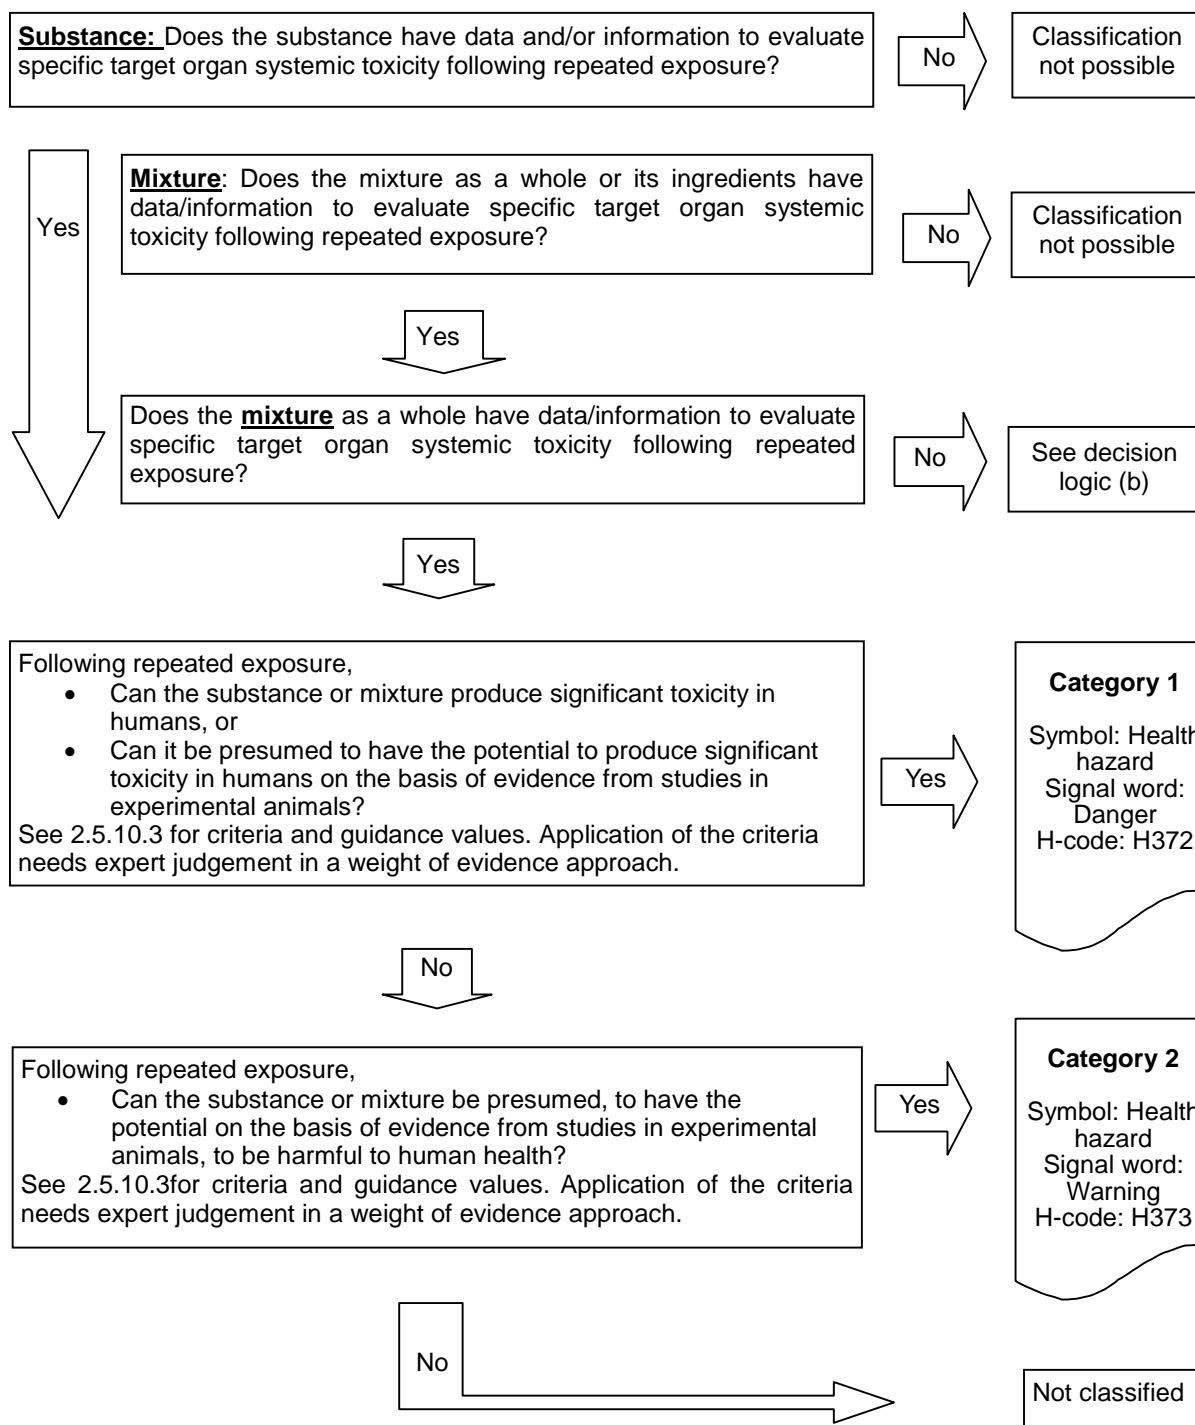 Substance: Does the substance have data and/or information to evaluate
specific target organ systemic toxicity following repeated exposure?
No
Classification
not possible
Yes
Mixture: Does the mixture as a whole or its ingredients have
data/information to evaluate specific target organ systemic
toxicity following repeated exposure?
No
Classification
not possible
Yes
Does the mixture as a whole have data/information to evaluate
specific target organ systemic toxicity following repeated
exposure?
No
See decision
logic (b)
Yes
Following repeated exposure,
• Can the substance or mixture produce significant toxicity in
humans, or
• Can it be presumed to have the potential to produce significant
toxicity in humans on the basis of evidence from studies in
experimental animals?
See 2.5.10.3 for criteria and guidance values. Application of the criteria
needs expert judgement in a weight of evidence approach.
Yes
Category 1
Symbol: Health
hazard
Signal word:
Danger
H-code: H372
No
Following repeated exposure,
• Can the substance or mixture be presumed, to have the
potential on the basis of evidence from studies in experimental
animals, to be harmful to human health?
See 2.5.10.3for criteria and guidance values. Application of the criteria
needs expert judgement in a weight of evidence approach.
Yes
Category 2
Symbol: Health
hazard
Signal word:
Warning
H-code: H373
No
Not classified